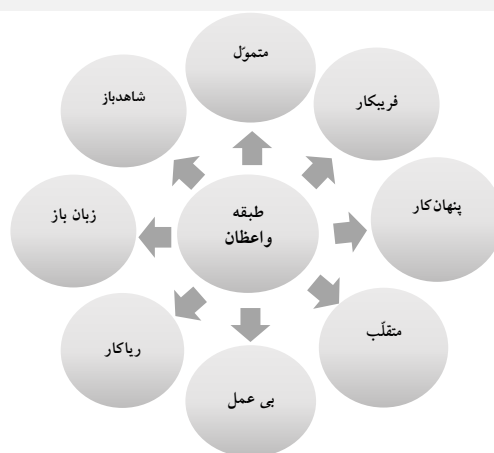 متموّل
فریبکار
پنهان‌کار
متقلّب
بی عمل
ریاکار
زبان باز
شاهدباز
طبقه
واعظان